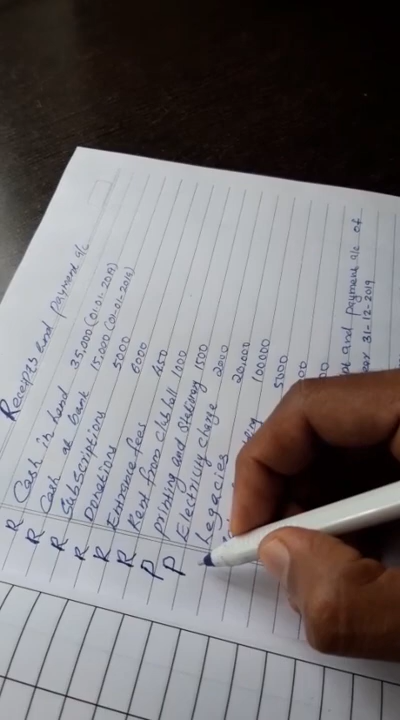 Receipts and payment a/c
R Cash in hand 35,000 (01-01-2019)
R Cash at bank 15,000 (01-01-2019)
R Subscriptions 5000
R Donations 6000
R Entrance fees 450
R Rent from club hall 1000
P printing and Stationery 1500
P Electricity charge 2000
Legacies 20,000
100000
5000
and payment a/c of
31-12-2019